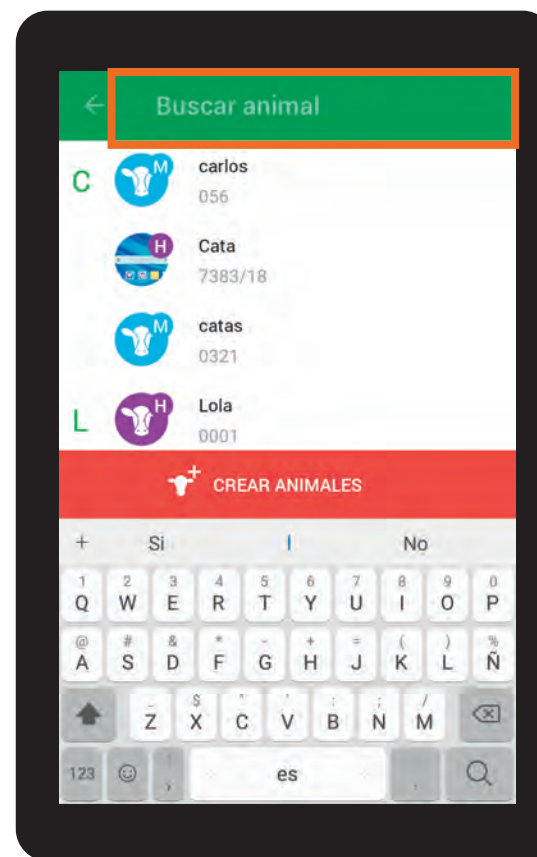 Buscar animal
C
M
carlos
056
H
Cata
7383/18
M
catas
0321
L
H
Lola
0001
CREAR ANIMALES
+ Si I No
1 2 3 4 5 6 7 8 9 0
Q W E R T Y U I O P
@ # & * - + = ( ) %
A S D F G H J K L Ñ
_ $ " ' : ; /
Z X C V B N M
123 ! , es .